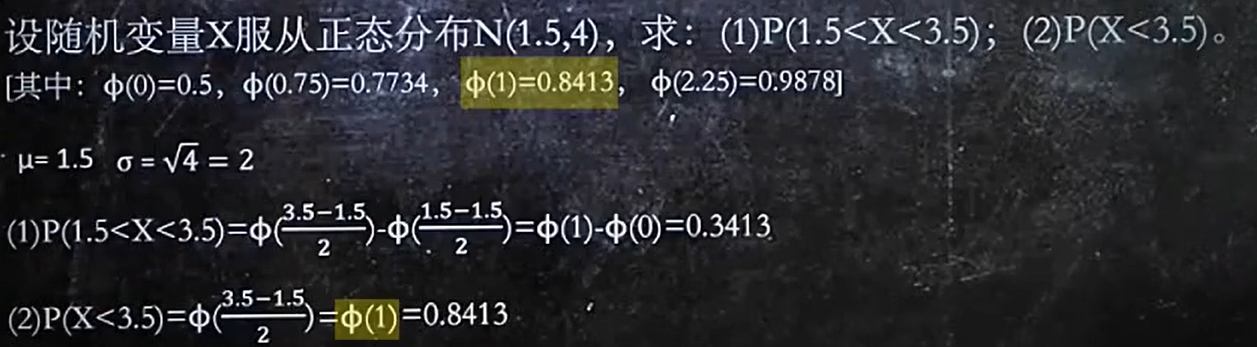 设随机变量X服从正态分布N(1.5,4)，求：(1)P(1.5<X<3.5)；(2)P(X<3.5)。
[其中：ϕ(0)=0.5，ϕ(0.75)=0.7734，ϕ(1)=0.8413，ϕ(2.25)=0.9878]
μ= 1.5 σ = √4 = 2
(1)P(1.5<X<3.5)=ϕ(\frac{3.5−1.5}{2})-ϕ(\frac{1.5−1.5}{2})=ϕ(1)-ϕ(0)=0.3413
(2)P(X<3.5)=ϕ(\frac{3.5−1.5}{2})=ϕ(1)=0.8413